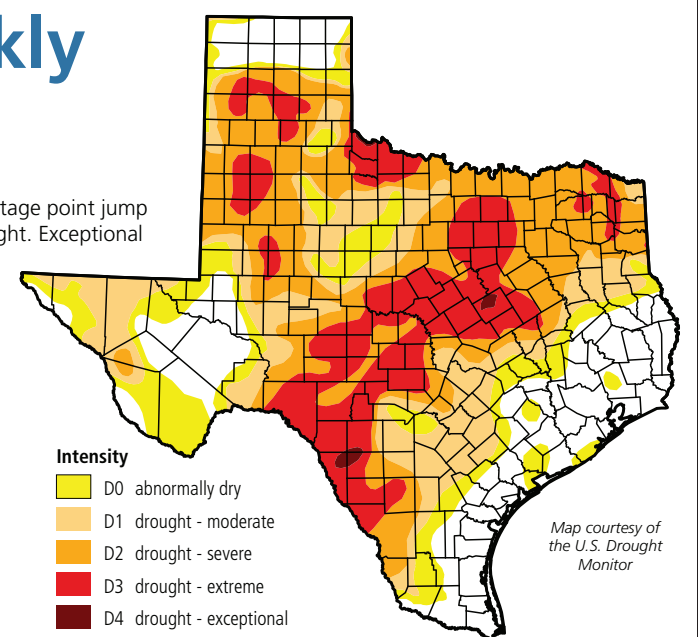 kly
tage point jump
ght. Exceptional
Intensity
D0 abnormally dry
D1 drought - moderate
D2 drought - severe
D3 drought - extreme
D4 drought - exceptional
Map courtesy of
the U.S. Drought
Monitor